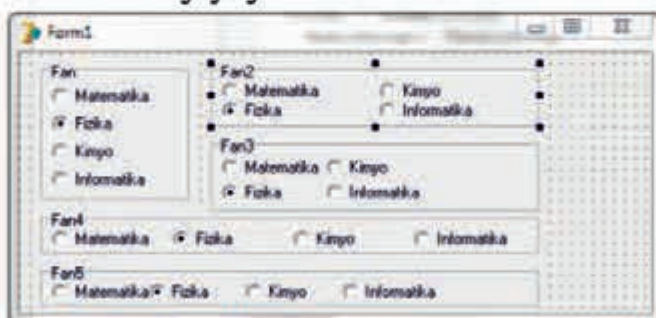 Form1
Fan
Matematika
Fizika
Kimyo
Informatika
Fan2
Matematika Kimyo
Fizika Informatika
Fan3
Matematika Kimyo
Fizika Informatika
Fan4
Matematika Fizika Kimyo Informatika
Fan5
Matematika Fizika Kimyo Informatika